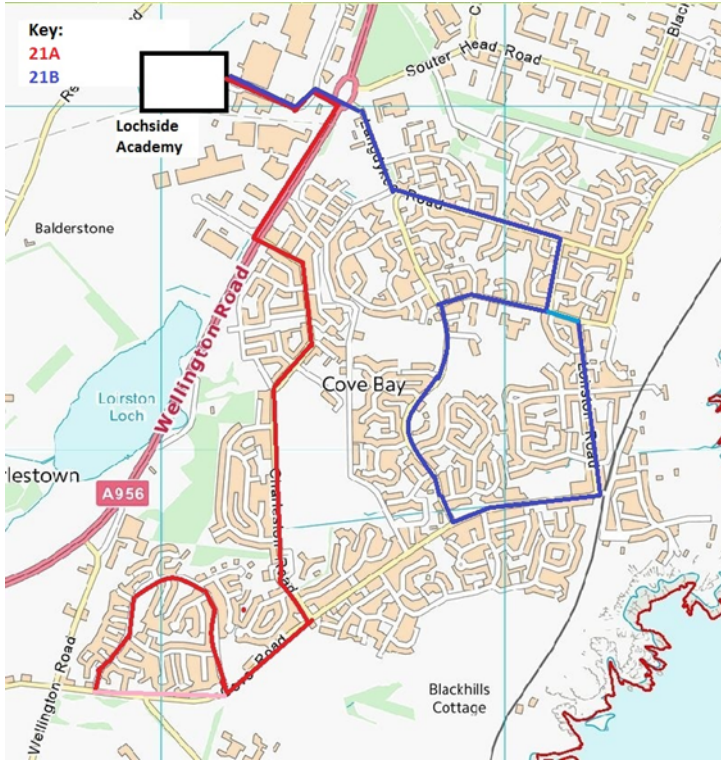 Key:
21A
21B
Lochside
Academy
Souter Head Road
Langdykes Road
Balderstone
Wellington Road
Loirston
Loch
Cove Bay
Loirston Road
Charleston Road
A956
Wellington Road
Cove Road
Blackhills
Cottage